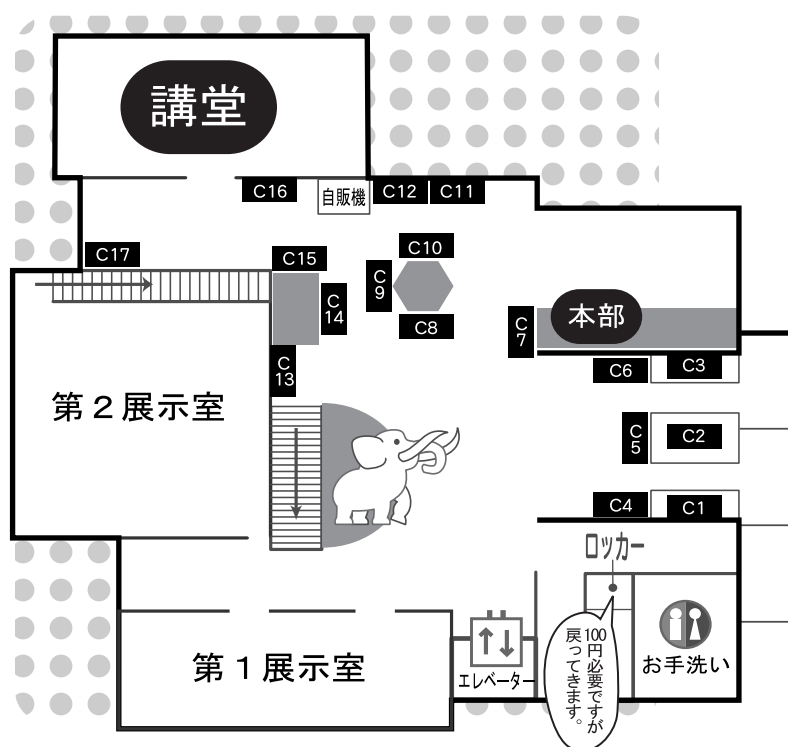 講堂
C16
自販機
C12
C11
C17
C15
C10
C9
C14
C8
C7
本部
C13
C6
C3
第2展示室
C5
C2
C4
C1
ロッカー
100円必要ですが
戻ってきます。
第1展示室
エレベーター
お手洗い